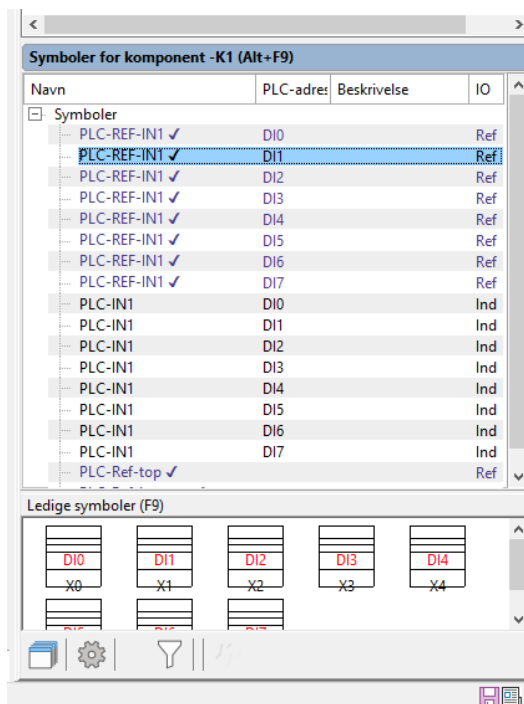 Symboler for komponent -K1 (Alt+F9)
Navn PLC-adres Beskrivelse IO
Symboler
PLC-REF-IN1 ✓ DI0 Ref
PLC-REF-IN1 ✓ DI1 Ref
PLC-REF-IN1 ✓ DI2 Ref
PLC-REF-IN1 ✓ DI3 Ref
PLC-REF-IN1 ✓ DI4 Ref
PLC-REF-IN1 ✓ DI5 Ref
PLC-REF-IN1 ✓ DI6 Ref
PLC-REF-IN1 ✓ DI7 Ref
PLC-IN1 DI0 Ind
PLC-IN1 DI1 Ind
PLC-IN1 DI2 Ind
PLC-IN1 DI3 Ind
PLC-IN1 DI4 Ind
PLC-IN1 DI5 Ind
PLC-IN1 DI6 Ind
PLC-IN1 DI7 Ind
PLC-Ref-top ✓ Ref
Ledige symboler (F9)
DI0 DI1 DI2 DI3 DI4
X0 X1 X2 X3 X4
DI5 DI6 DI7